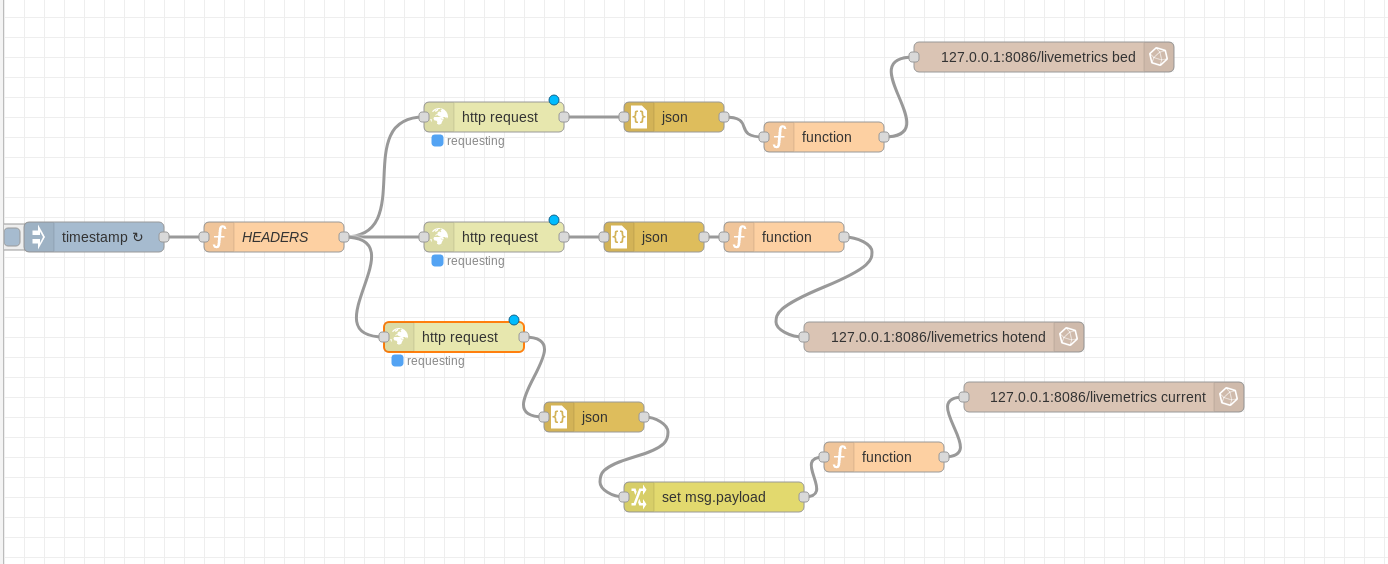 127.0.0.1:8086/livemetrics bed
http request
json
function
requesting
timestamp ↻
HEADERS
http request
json
function
requesting
http request
127.0.0.1:8086/livemetrics hotend
requesting
127.0.0.1:8086/livemetrics current
json
function
set msg.payload